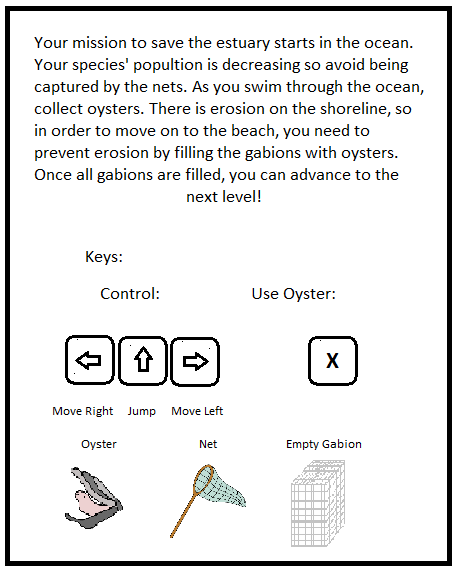 Your mission to save the estuary starts in the ocean.
Your species' popultion is decreasing so avoid being
captured by the nets. As you swim through the ocean,
collect oysters. There is erosion on the shoreline, so
in order to move on to the beach, you need to
prevent erosion by filling the gabions with oysters.
Once all gabions are filled, you can advance to the
next level!
Keys:
Control: Use Oyster:
X
Move Right Jump Move Left
Oyster Net Empty Gabion